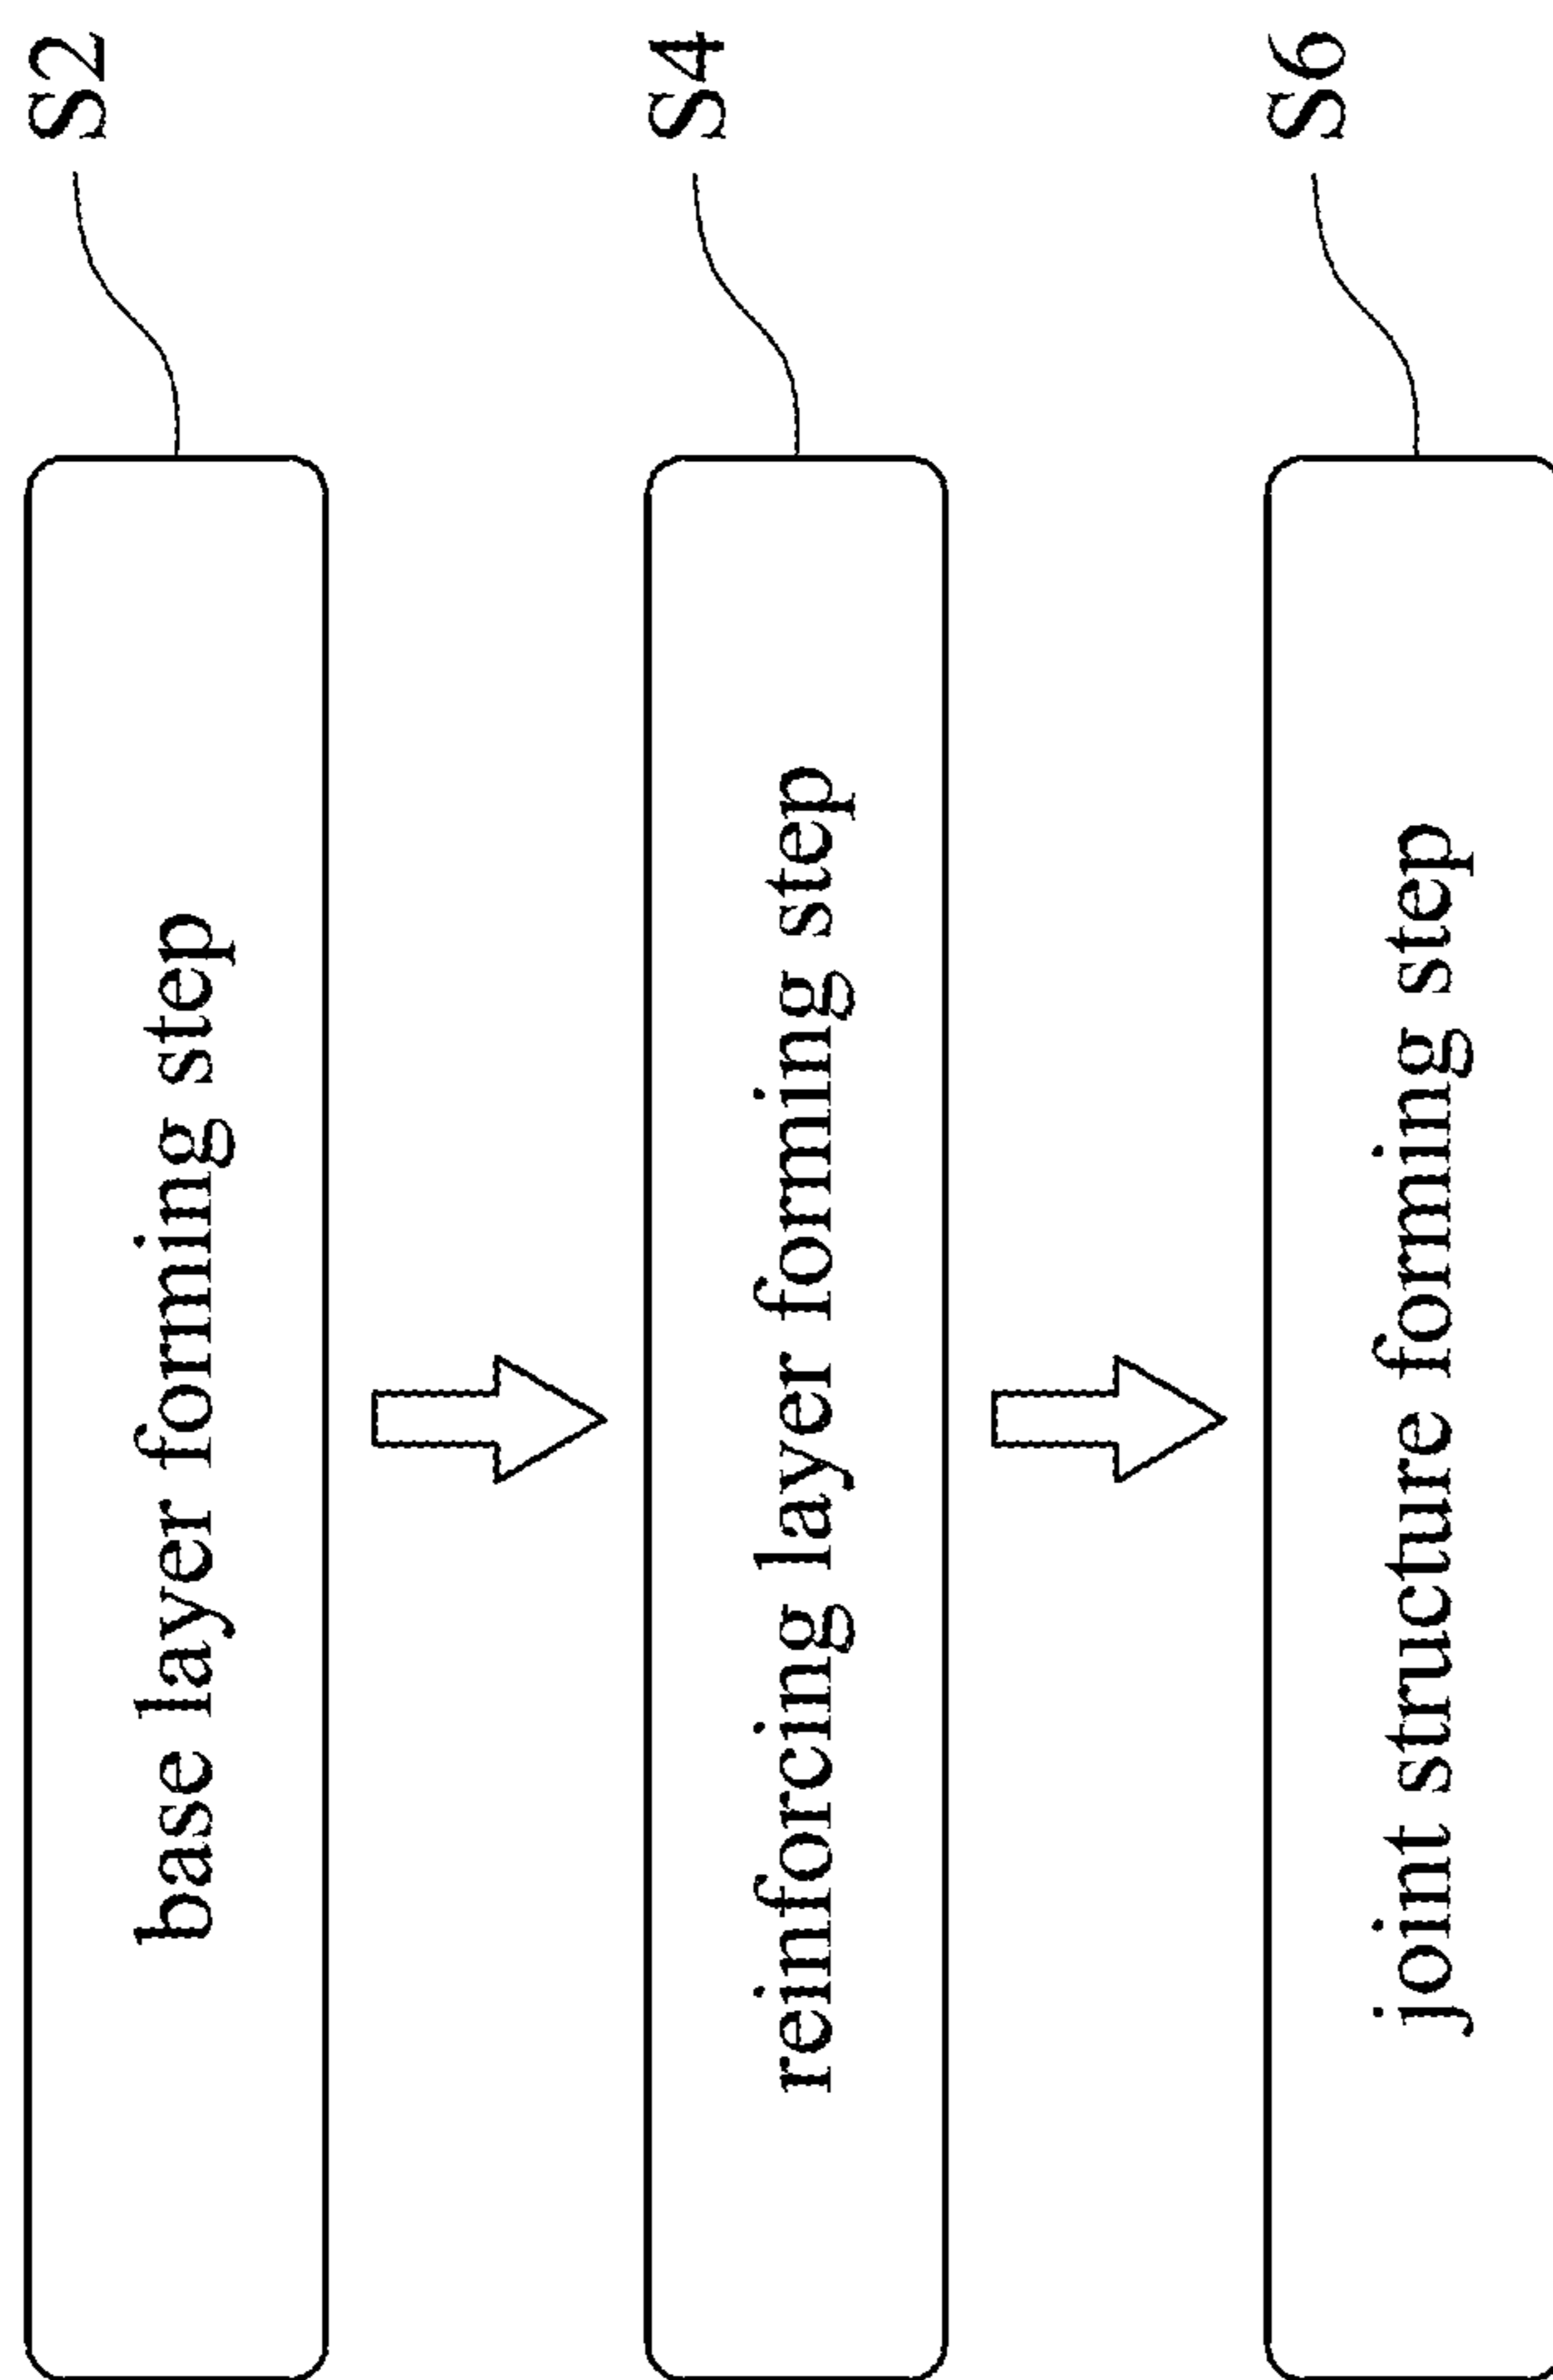 base layer forming step
S2
reinforcing layer forming step
S4
joint structure forming step
S6